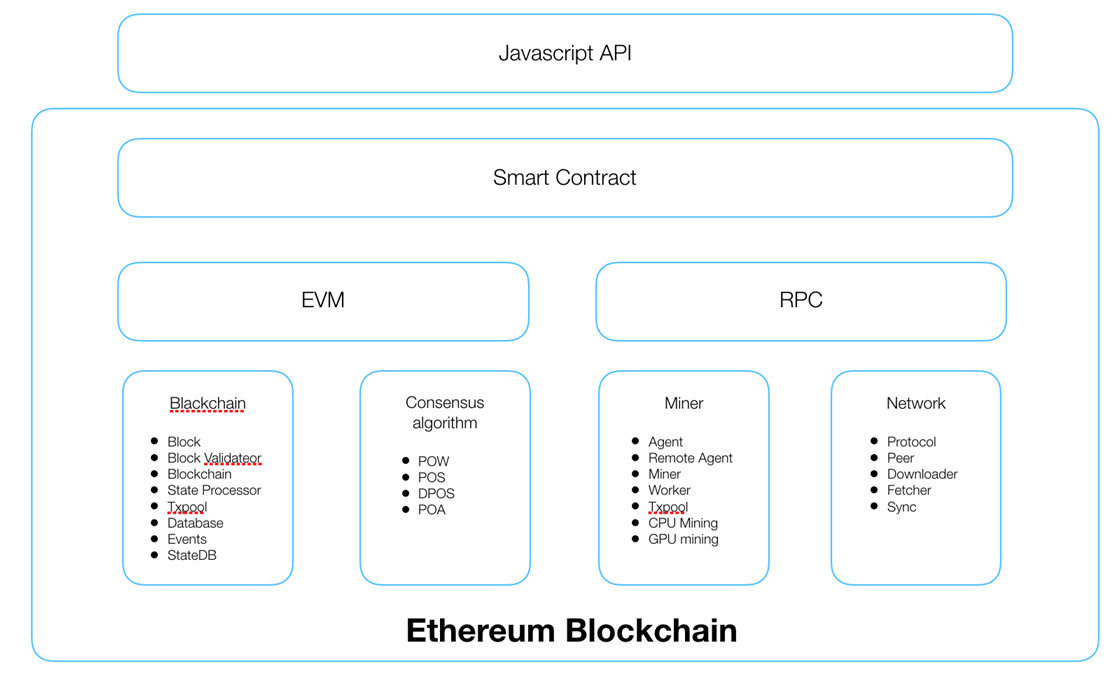 Javascript API
Smart Contract
EVM
RPC
Blackchain
Block
Block Validateor
Blockchain
State Processor
Txpool
Database
Events
StateDB
Consensus
algorithm
POW
POS
DPOS
POA
Miner
Agent
Remote Agent
Miner
Worker
Txpool
CPU Mining
GPU mining
Network
Protocol
Peer
Downloader
Fetcher
Sync
Ethereum Blockchain